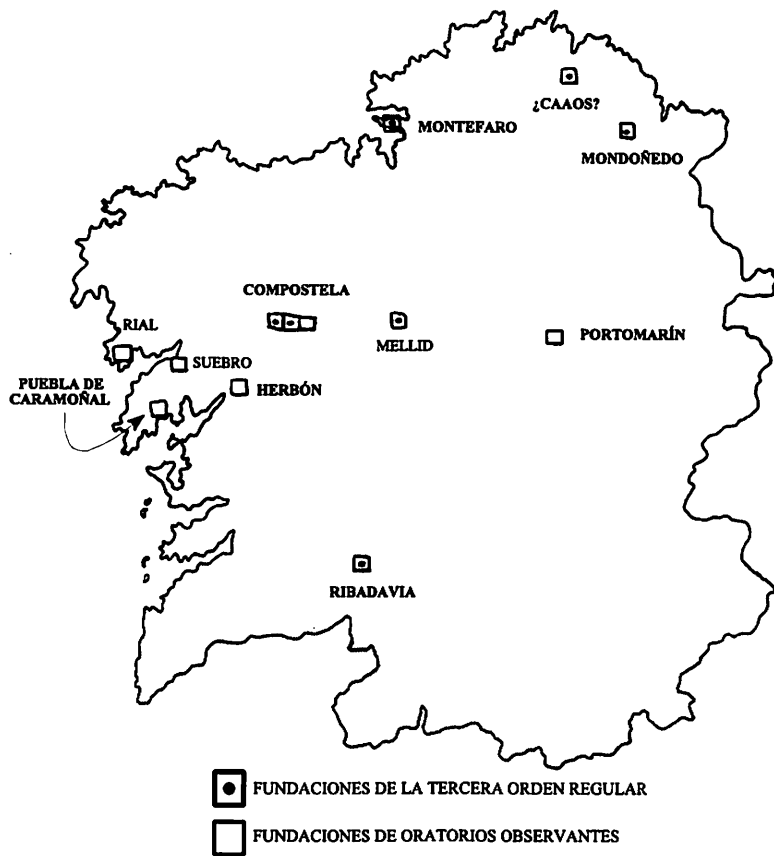 ¿CAAOS?
MONTEFARO
MONDOÑEDO
COMPOSTELA
RIAL
MELLID
PORTOMARÍN
SUEBRO
PUEBLA DE
CARAMOÑAL
HERBÓN
RIBADAVIA
FUNDACIONES DE LA TERCERA ORDEN REGULAR
FUNDACIONES DE ORATORIOS OBSERVANTES